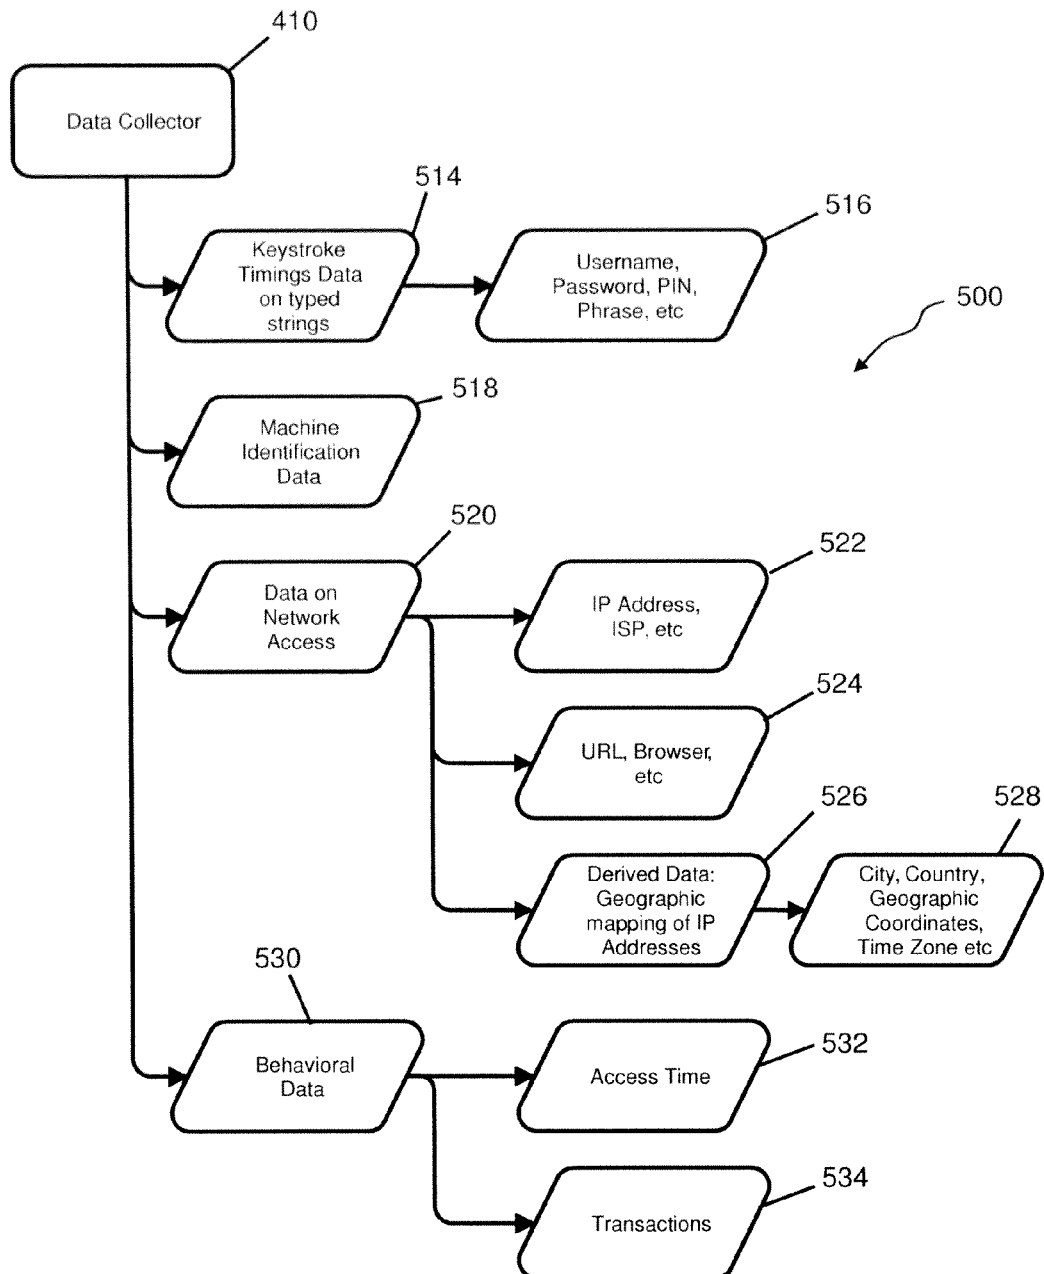 410
Data Collector
514
Keystroke
Timings Data
on typed
strings
516
Username,
Password, PIN,
Phrase, etc
500
518
Machine
Identification
Data
520
Data on
Network
Access
522
IP Address,
ISP, etc
524
URL, Browser,
etc
526
Derived Data:
Geographic
mapping of IP
Addresses
528
City, Country,
Geographic
Coordinates,
Time Zone etc
530
Behavioral
Data
532
Access Time
534
Transactions